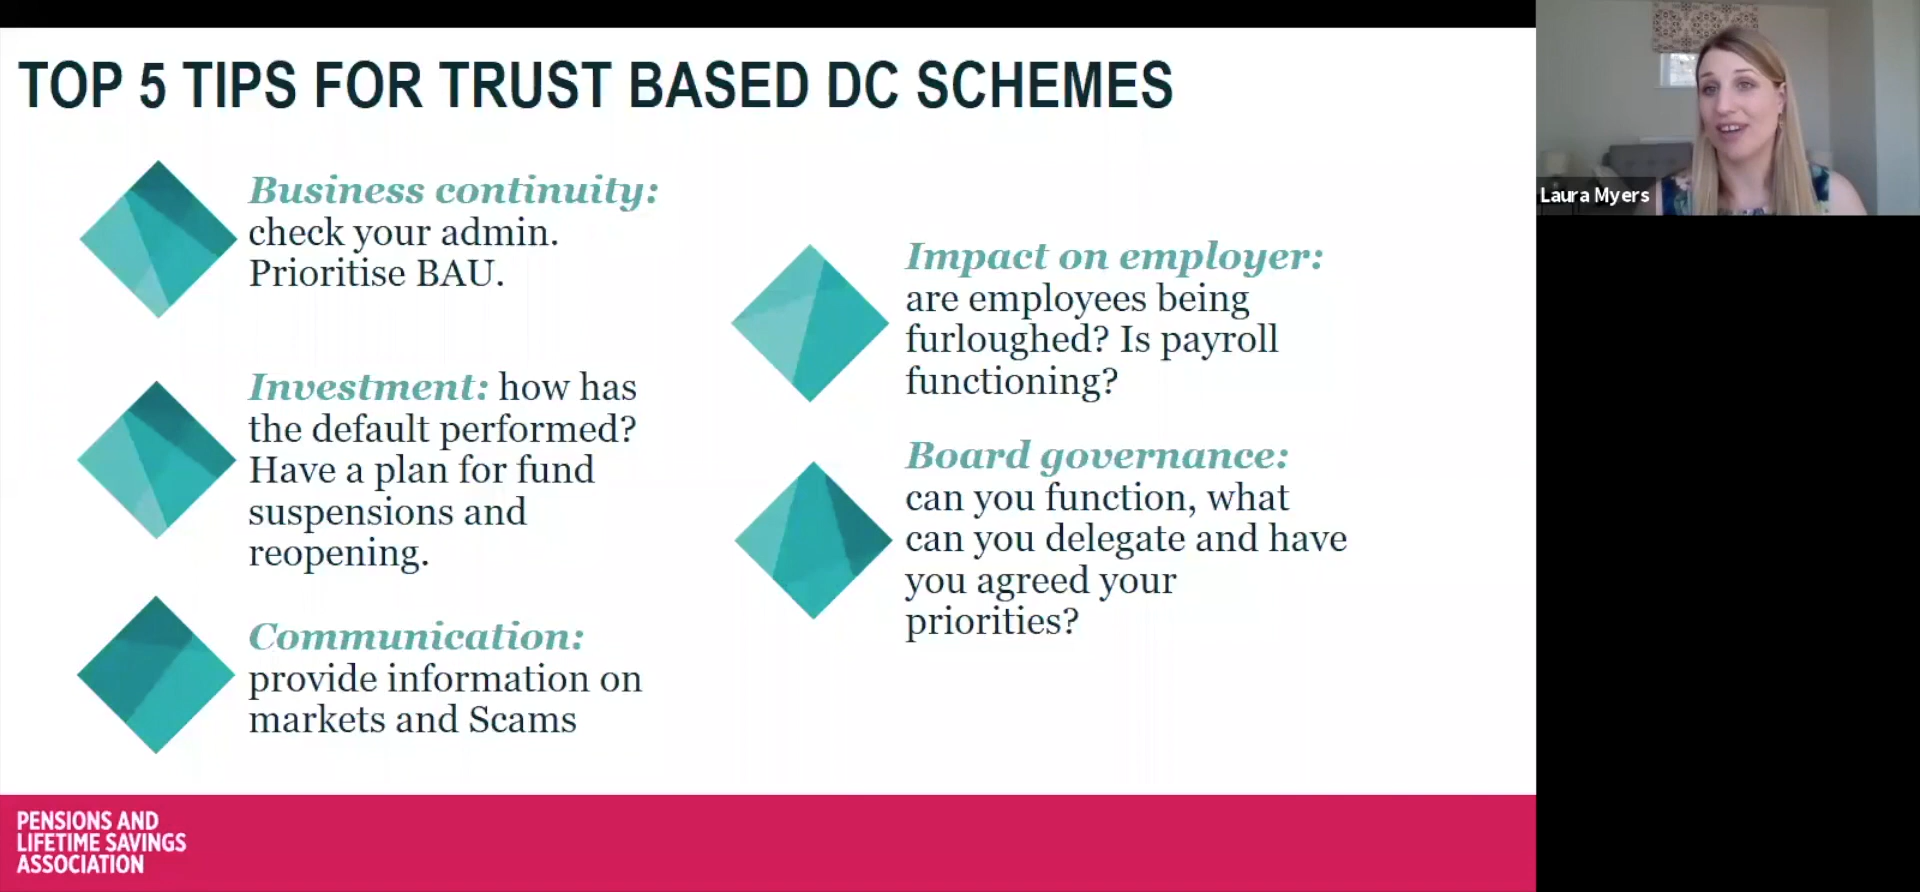 TOP 5 TIPS FOR TRUST BASED DC SCHEMES
Business continuity:
check your admin.
Prioritise BAU.
Investment: how has
the default performed?
Have a plan for fund
suspensions and
reopening.
Communication:
provide information on
markets and Scams
Impact on employer:
are employees being
furloughed? Is payroll
functioning?
Board governance:
can you function, what
can you delegate and have
you agreed your
priorities?
PENSIONS AND
LIFETIME SAVINGS
ASSOCIATION
Laura Myers